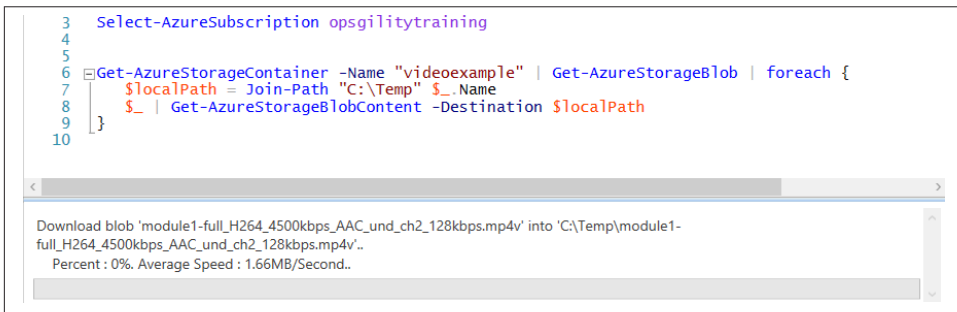 3 Select-AzureSubscription opsgilitytraining
4
5
6 Get-AzureStorageContainer -Name "videoexample" | Get-AzureStorageBlob | foreach {
7 $localPath = Join-Path "C:\Temp" $_.Name
8 $_ | Get-AzureStorageBlobContent -Destination $localPath
9 }
10
Download blob 'module1-full_H264_4500kbps_AAC_und_ch2_128kbps.mp4v' into 'C:\Temp\module1-
full_H264_4500kbps_AAC_und_ch2_128kbps.mp4v'..
Percent : 0%. Average Speed : 1.66MB/Second..